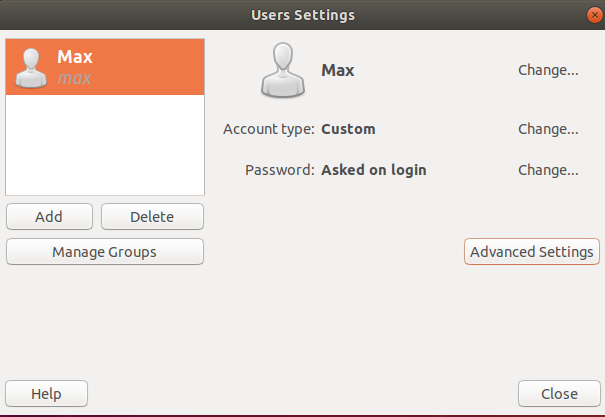 Users Settings
Max
max
Max Change...
Account type: Custom Change...
Password: Asked on login Change...
Add Delete
Manage Groups Advanced Settings
Help Close